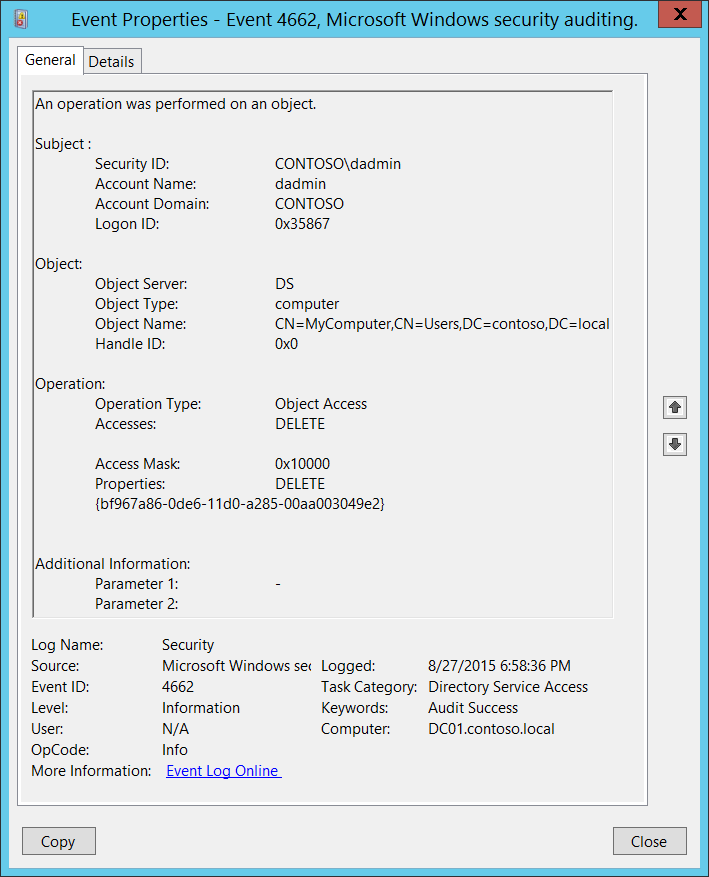 Event Properties - Event 4662, Microsoft Windows security auditing.
X
General Details
An operation was performed on an object.
Subject :
Security ID: CONTOSO\dadmin
Account Name: dadmin
Account Domain: CONTOSO
Logon ID: 0x35867
Object:
Object Server: DS
Object Type: computer
Object Name: CN=MyComputer,CN=Users,DC=contoso,DC=local
Handle ID: 0x0
Operation:
Operation Type: Object Access
Accesses: DELETE
Access Mask: 0x10000
Properties: DELETE
{bf967a86-0de6-11d0-a285-00aa003049e2}
Additional Information:
Parameter 1: -
Parameter 2:
Log Name: Security
Source: Microsoft Windows sec Logged: 8/27/2015 6:58:36 PM
Event ID: 4662 Task Category: Directory Service Access
Level: Information Keywords: Audit Success
User: N/A Computer: DC01.contoso.local
OpCode: Info
More Information: Event Log Online
Copy Close